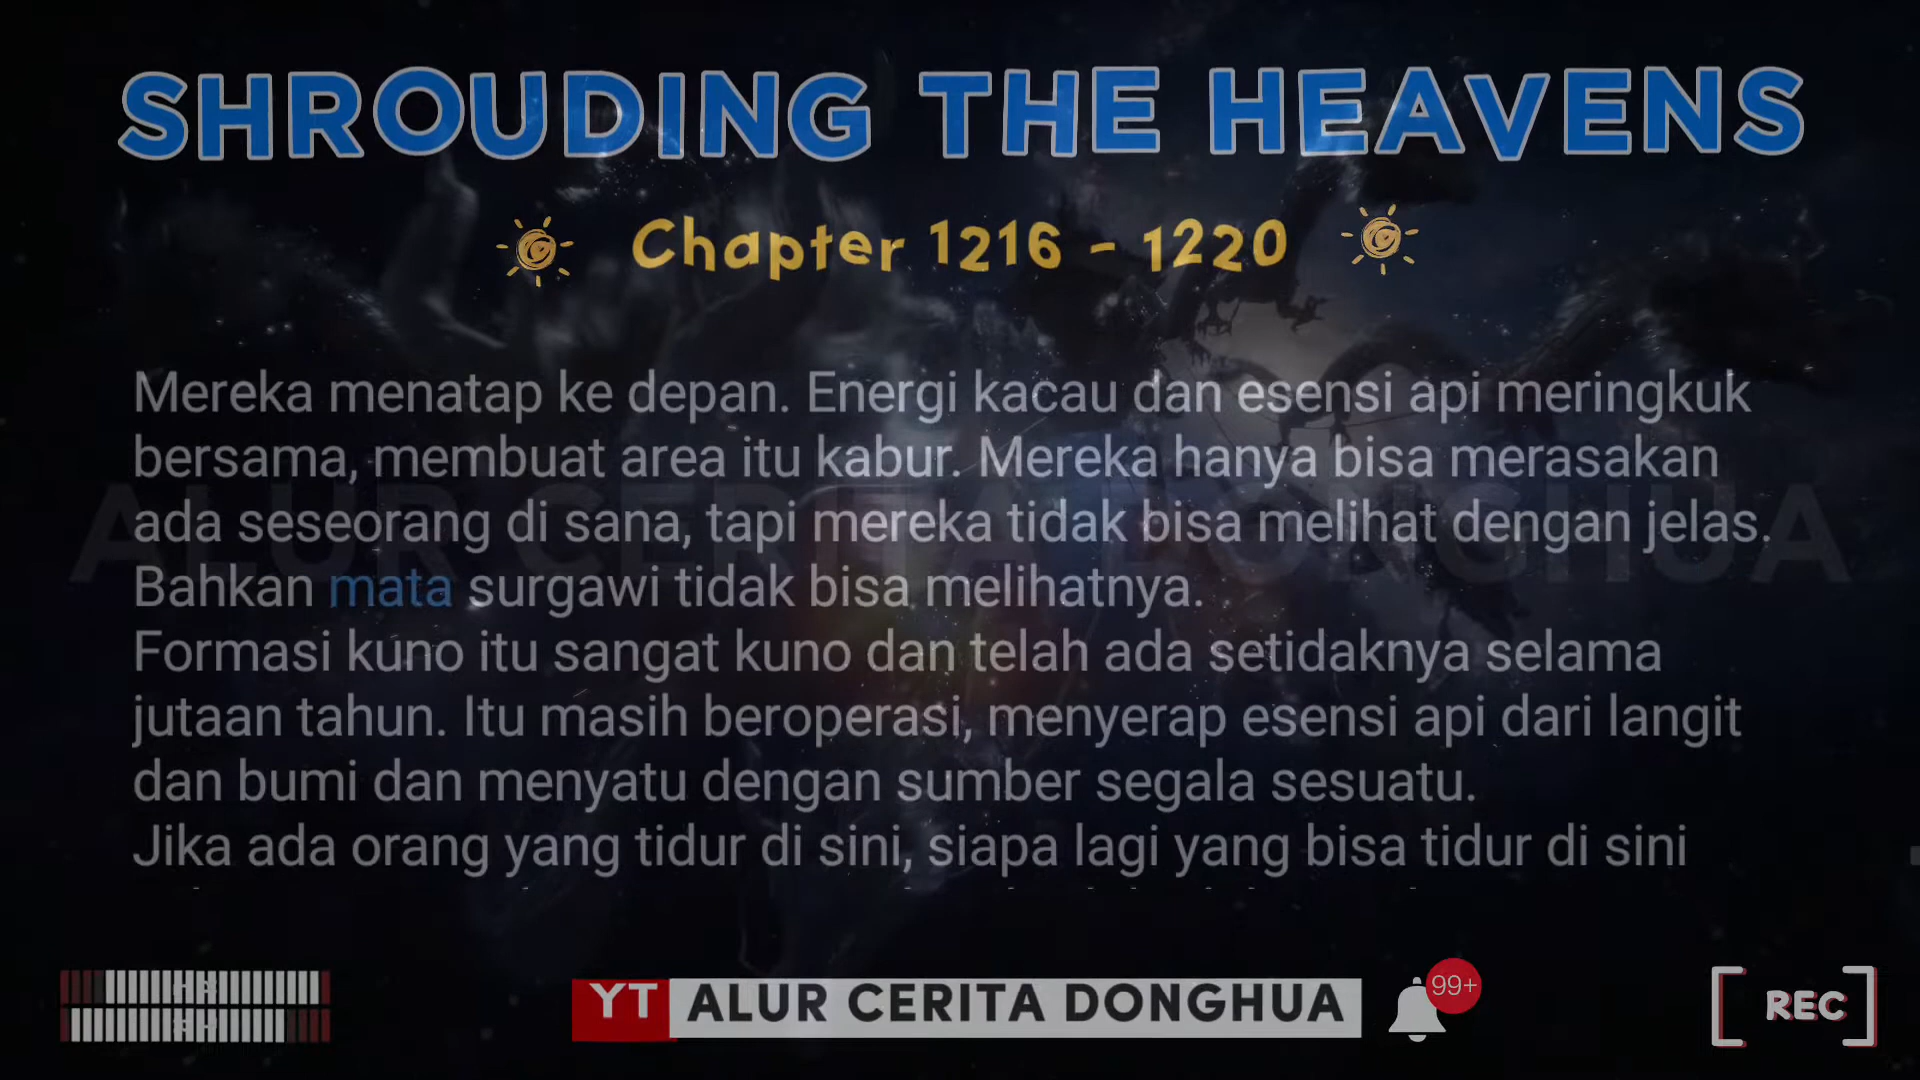 SHROUDING THE HEAVENS
Chapter 1216 - 1220
Mereka menatap ke depan. Energi kacau dan esensi api meringkuk
bersama, membuat area itu kabur. Mereka hanya bisa merasakan
ada seseorang di sana, tapi mereka tidak bisa melihat dengan jelas.
Bahkan mata surgawi tidak bisa melihatnya.
Formasi kuno itu sangat kuno dan telah ada setidaknya selama
jutaan tahun. Itu masih beroperasi, menyerap esensi api dari langit
dan bumi dan menyatu dengan sumber segala sesuatu.
Jika ada orang yang tidur di sini, siapa lagi yang bisa tidur di sini
ALUR CERITA DONGHUA
YT ALUR CERITA DONGHUA
99+
REC